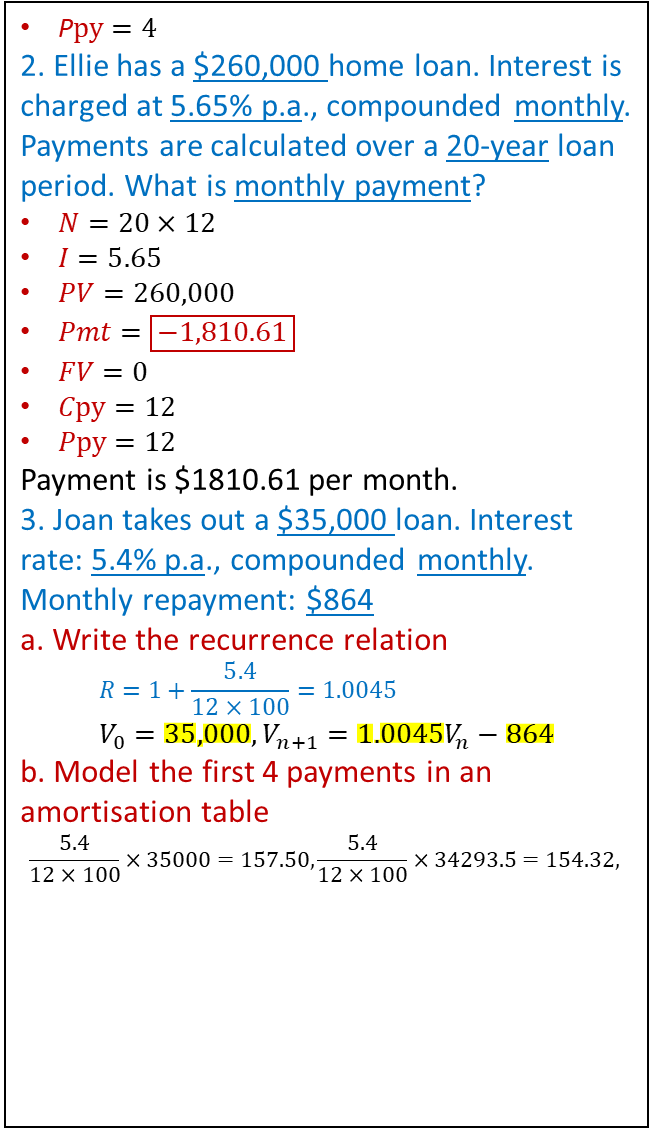 • Ppy = 4
2. Ellie has a $260,000 home loan. Interest is
charged at 5.65% p.a., compounded monthly.
Payments are calculated over a 20-year loan
period. What is monthly payment?
• N = 20 × 12
• I = 5.65
• PV = 260,000
• Pmt = −1,810.61
• FV = 0
• Cpy = 12
• Ppy = 12
Payment is $1810.61 per month.
3. Joan takes out a $35,000 loan. Interest
rate: 5.4% p.a., compounded monthly.
Monthly repayment: $864
a. Write the recurrence relation
R = 1 + 5.4/(12 × 100) = 1.0045
V₀ = 35,000, Vₙ₊₁ = 1.0045Vₙ − 864
b. Model the first 4 payments in an
amortisation table
5.4/(12 × 100) × 35000 = 157.50, 5.4/(12 × 100) × 34293.5 = 154.32,